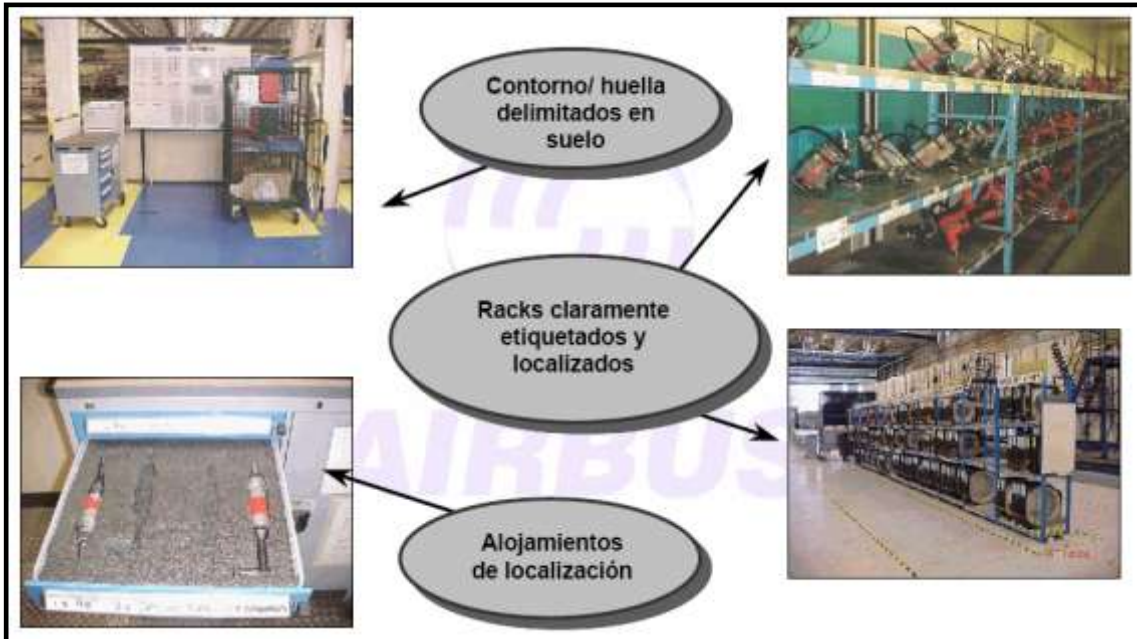 Contorno/ huella
delimitados en
suelo
Racks claramente
etiquetados y
localizados
AIRBUS
Alojamientos
de localización